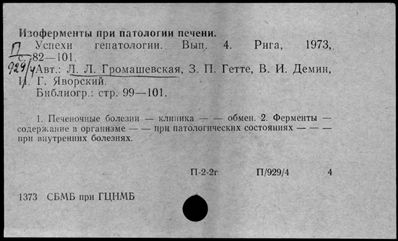 Изоферменты при патологии печени.
П Успехи гепатологии. Вып. 4. Рига, 1973,
с. 82—101.
929/4 Авт.: Л. Л. Громашевская, З. П. Гетте, В. И. Демин,
Г. Яворский.
Библиогр.: стр. 99—101.
1. Печеночные болезни — клиника — — обмен. 2. Ферменты —
содержание в организме — — при патологических состояниях — — —
при внутренних болезнях.
П-2-2г П/929/4 4
1373 СБМБ при ГЦНМБ